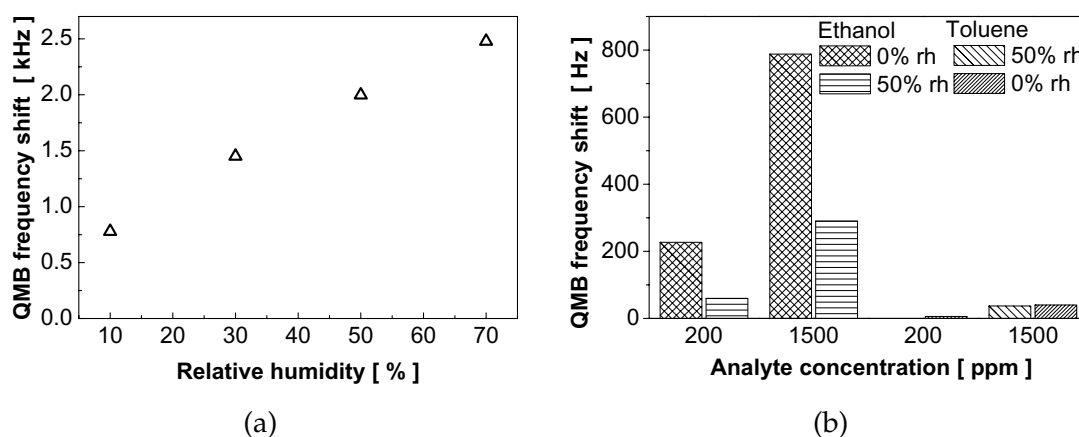 QMB frequency shift [ kHz ]
2.5
2.0
1.5
1.0
0.5
0.0
10 20 30 40 50 60 70
Relative humidity [ % ]
(a)
QMB frequency shift [ Hz ]
800
600
400
200
0
Ethanol Toluene
0% rh 50% rh
50% rh 0% rh
200 1500 200 1500
Analyte concentration [ ppm ]
(b)